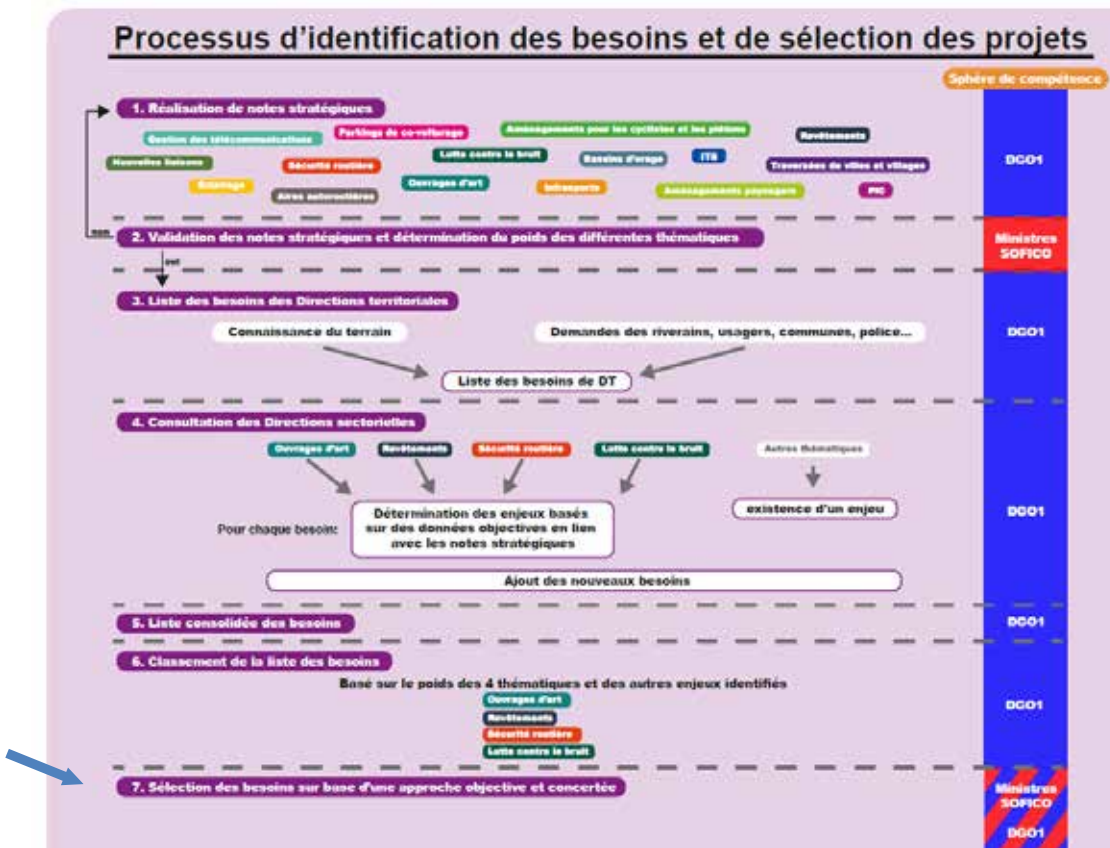 Processus d'identification des besoins et de sélection des projets
Sphère de compétence
1. Réalisation de notes stratégiques
Gestion des télécommunications
Parkings de co-voiturage
Aménagements pour les cyclistes et les piétons
Revêtements
Nouvelles liaisons
Sécurité routière
Lutte contre le bruit
Bassins d'orage
ITS
Traversées de villes et villages
DGO1
Eclairage
Aires autoroutières
Ouvrages d'art
Infrasports
Aménagements paysagers
PIC
non
2. Validation des notes stratégiques et détermination du poids des différentes thématiques
Ministres
SOFICO
oui
3. Liste des besoins des Directions territoriales
Connaissance du terrain
Demandes des riverains, usagers, communes, police...
DGO1
Liste des besoins de DT
4. Consultation des Directions sectorielles
Ouvrages d'art
Revêtements
Sécurité routière
Lutte contre le bruit
Autres thématiques
Pour chaque besoin:
Détermination des enjeux basés
sur des données objectives en lien
avec les notes stratégiques
existence d'un enjeu
DGO1
Ajout des nouveaux besoins
5. Liste consolidée des besoins
DGO1
6. Classement de la liste des besoins
Basé sur le poids des 4 thématiques et des autres enjeux identifiés
Ouvrages d'art
Revêtements
Sécurité routière
Lutte contre le bruit
DGO1
7. Sélection des besoins sur base d'une approche objective et concertée
Ministres
SOFICO
DGO1